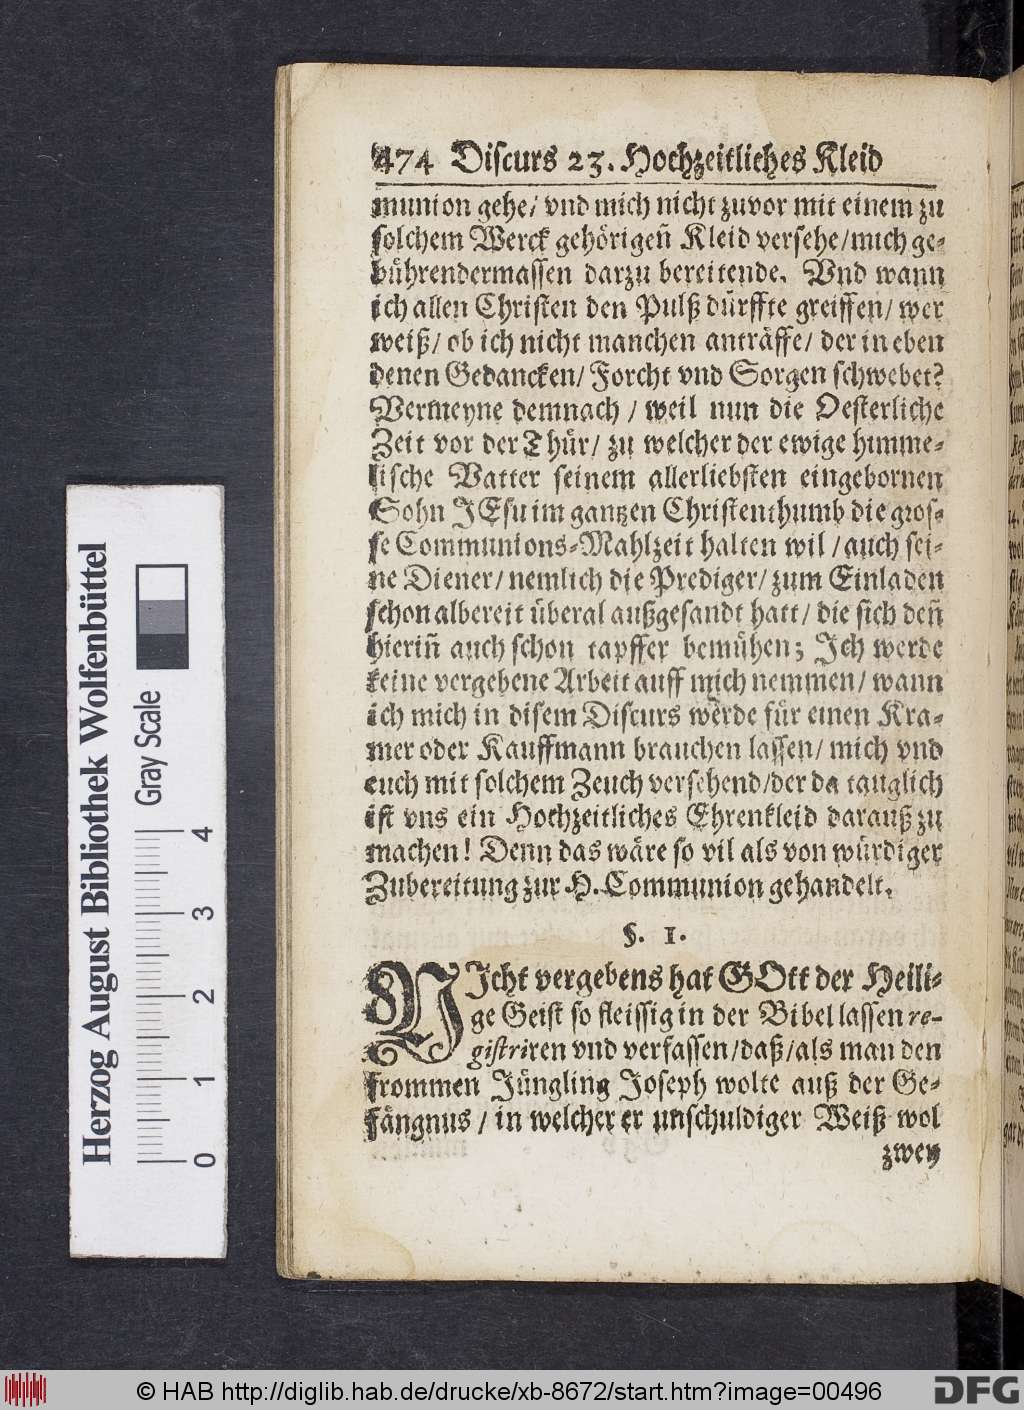 474 Discurs 23. Hochzeitliches Kleid
munion gehe/ vnd mich nicht zuvor mit einem zu
solchem Werck gehörigeñ Kleid versehe/mich ge-
bührendermassen darzu bereitende. Vnd wann
ich allen Christen den Pulß dürffte greiffen/ wer
weiß/ ob ich nicht manchen anträffe/ der in eben
denen Gedancken/ Forcht vnd Sorgen schwebet?
Vermeyne demnach / weil nun die Oesterliche
Zeit vor der Thür/ zu welcher der ewige himme-
lische Vatter seinem allerliebsten eingebornen
Sohn JEsu im gantzen Christenthumb die gros-
se Communions-Mahlzeit halten wil / auch sei-
ne Diener/ nemlich die Prediger/ zum Einladen
schon albereit überal außgesandt hatt/ die sich deñ
hieriñ auch schon tapffer bemühen; Jch werde
keine vergebene Arbeit auff mich nemmen/ wann
ich mich in disem Discurs werde für einen Kra-
mer oder Kauffmann brauchen lassen/ mich vnd
euch mit solchem Zeuch versehend/der da tauglich
ist vns ein Hochzeitliches Ehrenkleid darauß zu
machen! Denn das wäre so vil als von würdiger
Zubereitung zur H. Communion gehandelt.
§. 1.
NJcht vergebens hat GOtt der Heili-
ge Geist so fleissig in der Bibel lassen re-
gistriren vnd verfassen/daß/als man den
frommen Jüngling Joseph wolte auß der Ge-
fängnus / in welcher er unschuldiger Weiß wol
zwey
Herzog August Bibliothek Wolfenbüttel
Gray Scale
0 1 2 3 4
© HAB http://diglib.hab.de/drucke/xb-8672/start.htm?image=00496
DFG